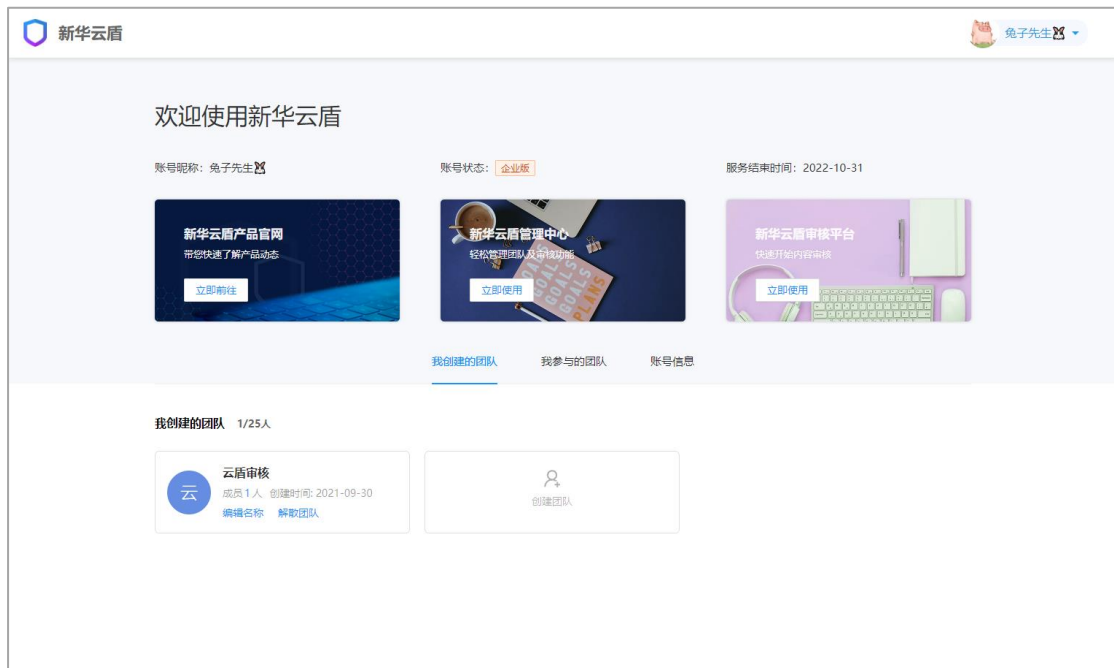 新华云盾
兔子先生
欢迎使用新华云盾
账号昵称：兔子先生
账号状态：企业版
服务结束时间：2022-10-31
新华云盾产品官网
带您快速了解产品动态
立即前往
新华云盾管理中心
轻松管理团队及审核功能
立即使用
GOALS
GOALS
GOALS
GOALS
PLANS
新华云盾审核平台
快速开始内容审核
立即使用
我创建的团队
我参与的团队
账号信息
我创建的团队 1/25人
云
云盾审核
成员1人 创建时间: 2021-09-30
编辑名称 解散团队
创建团队